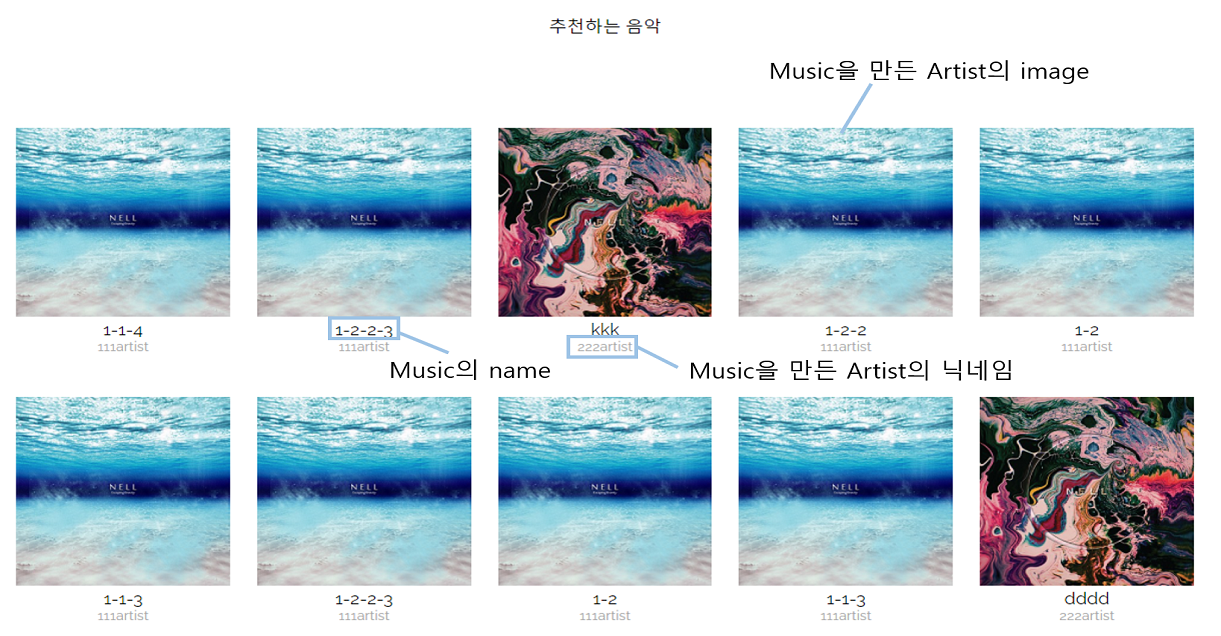 추천하는 음악
Music을 만든 Artist의 image
NELL
NELL
NELL
NELL
NELL
1-1-4
1-2-2-3
kkk
1-2-2
1-2
111artist
111artist
222artist
111artist
111artist
Music의 name
Music을 만든 Artist의 닉네임
NELL
NELL
NELL
NELL
NELL
1-1-3
1-2-2-3
1-2
1-1-3
dddd
111artist
111artist
111artist
111artist
222artist